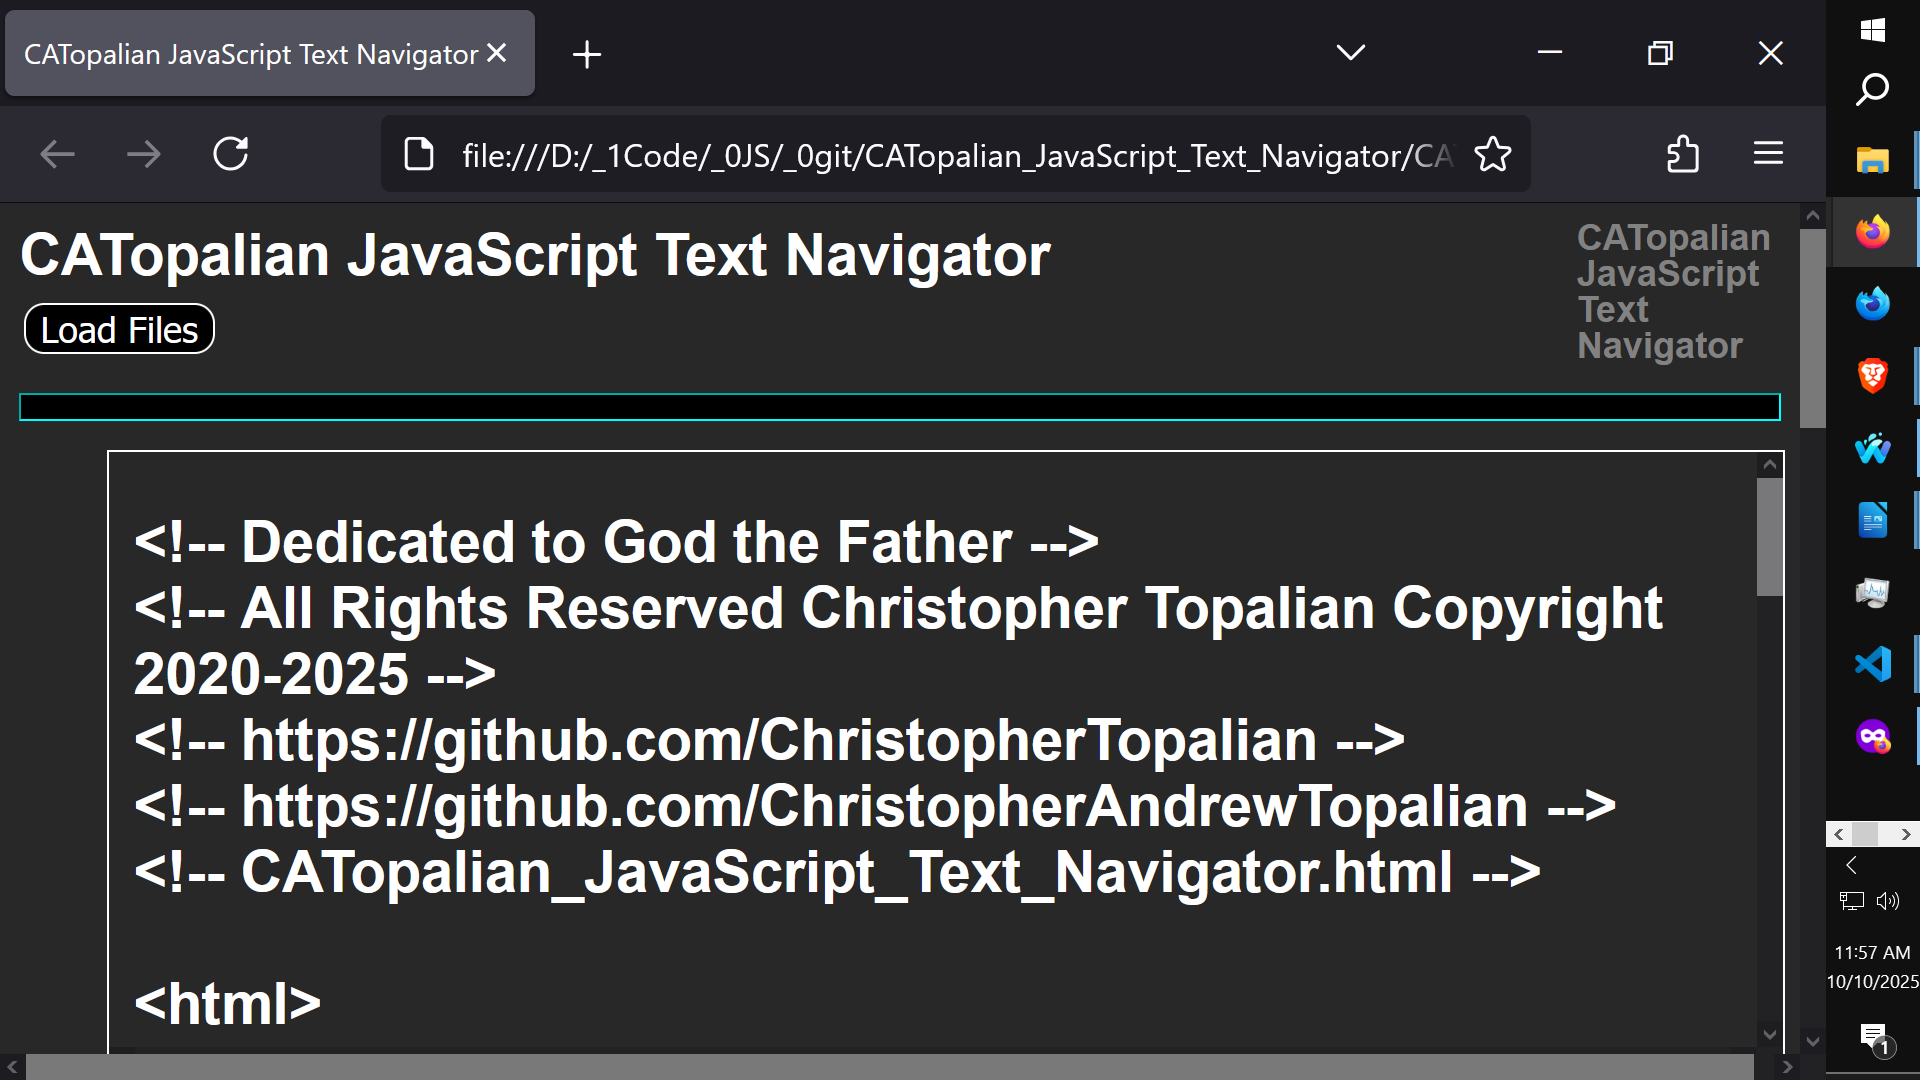 CATopalian JavaScript Text Navigator
file:///D:/_1Code/_0JS/_0git/CATopalian_JavaScript_Text_Navigator/CA
CATopalian JavaScript Text Navigator
Load Files
CATopalian
JavaScript
Text
Navigator
<!-- Dedicated to God the Father -->
<!-- All Rights Reserved Christopher Topalian Copyright
2020-2025 -->
<!-- https://github.com/ChristopherTopalian -->
<!-- https://github.com/ChristopherAndrewTopalian -->
<!-- CATopalian_JavaScript_Text_Navigator.html -->
<html>
11:57 AM
10/10/2025
1